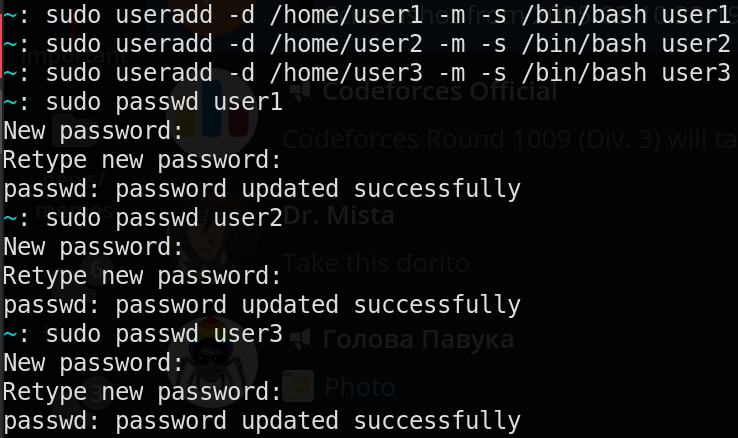 ~: sudo useradd -d /home/user1 -m -s /bin/bash user1
~: sudo useradd -d /home/user2 -m -s /bin/bash user2
~: sudo useradd -d /home/user3 -m -s /bin/bash user3
~: sudo passwd user1
Codeforces Official
New password:
Codeforces Round 1009 (Div. 3) will ta
Retype new password:
passwd: password updated successfully
~: sudo passwd user2
Dr. Mista
New password:
Take this dorito
Retype new password:
passwd: password updated successfully
~: sudo passwd user3
Голова Павука
New password:
Photo
Retype new password:
passwd: password updated successfully